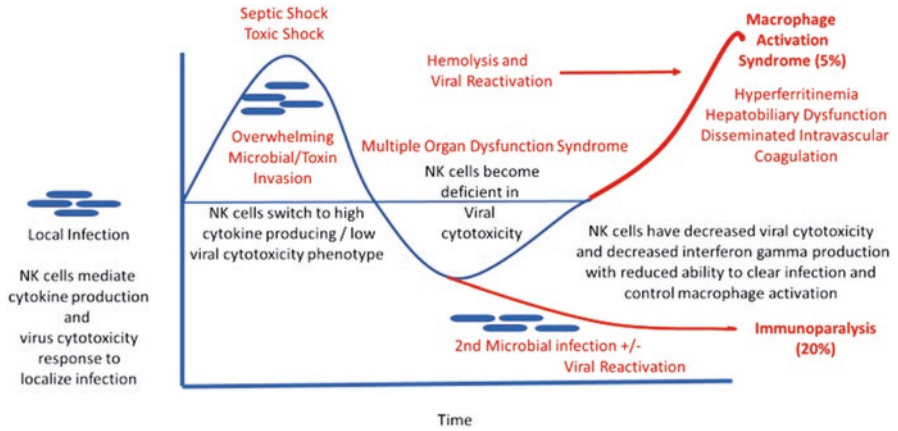 Septic Shock
Toxic Shock
Macrophage
Activation
Syndrome (5%)
Hemolysis and
Viral Reactivation
Hyperferritinemia
Hepatobiliary Dysfunction
Disseminated Intravascular
Coagulation
Overwhelming
Microbial/Toxin
Invasion
Multiple Organ Dysfunction Syndrome
NK cells become
deficient in
Viral
cytotoxicity
Local Infection
NK cells switch to high
cytokine producing / low
viral cytotoxicity phenotype
NK cells have decreased viral cytotoxicity
and decreased interferon gamma production
with reduced ability to clear infection and
control macrophage activation
NK cells mediate
cytokine production
and
virus cytotoxicity
response to
localize infection
2nd Microbial infection +/-
Viral Reactivation
Immunoparalysis
(20%)
Time